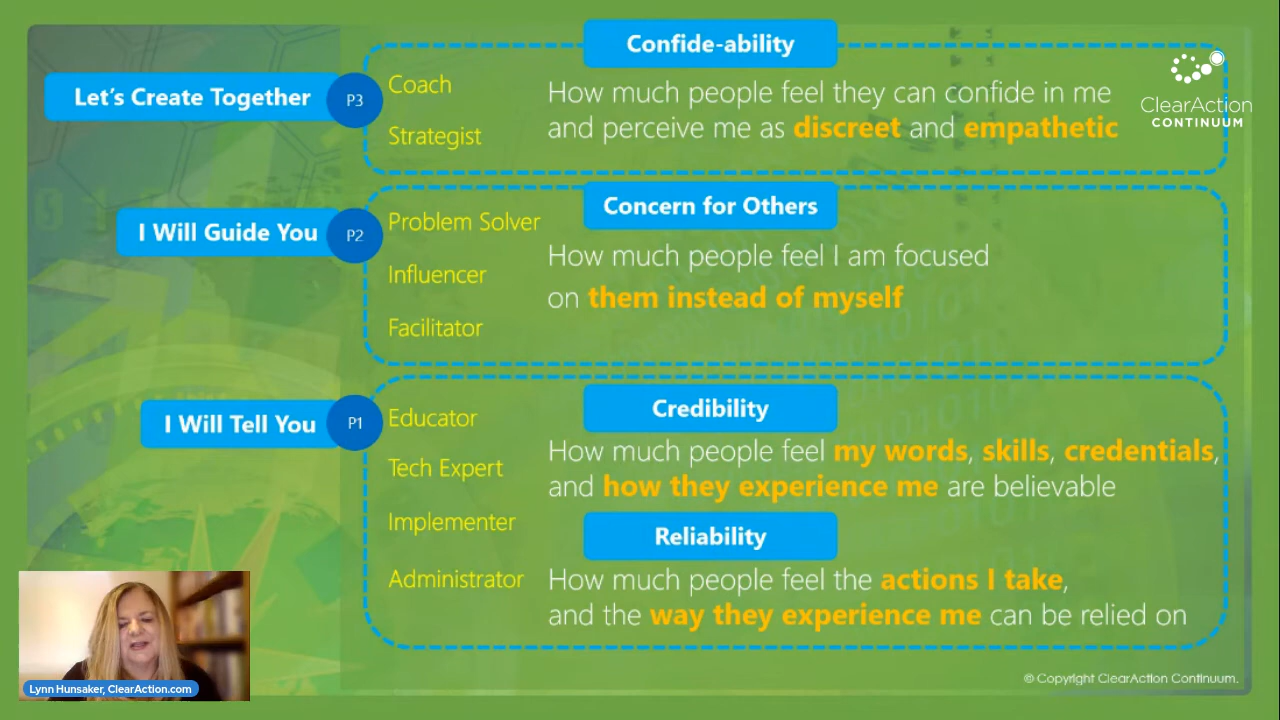 Confide-ability
Let's Create Together
P3
Coach
Strategist
How much people feel they can confide in me
and perceive me as discreet and empathetic
ClearAction
CONTINUUM
Concern for Others
I Will Guide You
P2
Problem Solver
Influencer
Facilitator
How much people feel I am focused
on them instead of myself
Credibility
I Will Tell You
P1
Educator
Tech Expert
Implementer
Administrator
How much people feel my words, skills, credentials,
and how they experience me are believable
Reliability
How much people feel the actions I take,
and the way they experience me can be relied on
Lynn Hunsaker, ClearAction.com
© Copyright ClearAction Continuum.